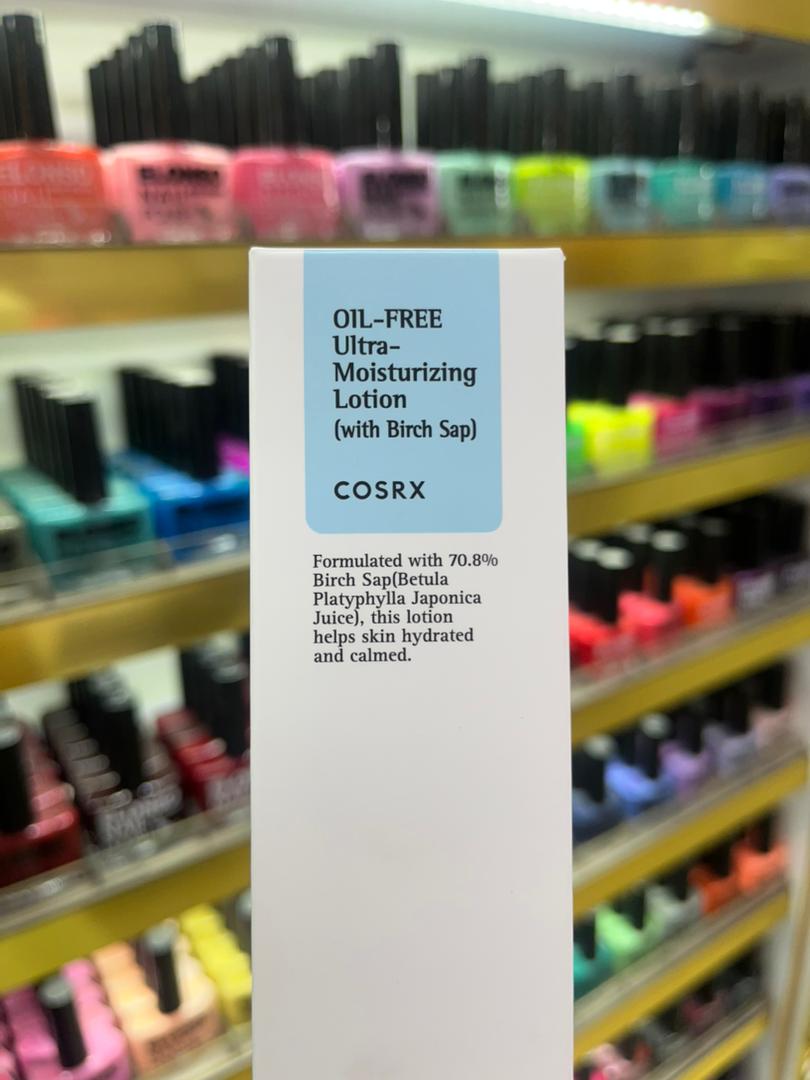 OIL-FREE
Ultra-
Moisturizing
Lotion
(with Birch Sap)
COSRX
Formulated with 70.8%
Birch Sap(Betula
Platyphylla Japonica
Juice), this lotion
helps skin hydrated
and calmed.